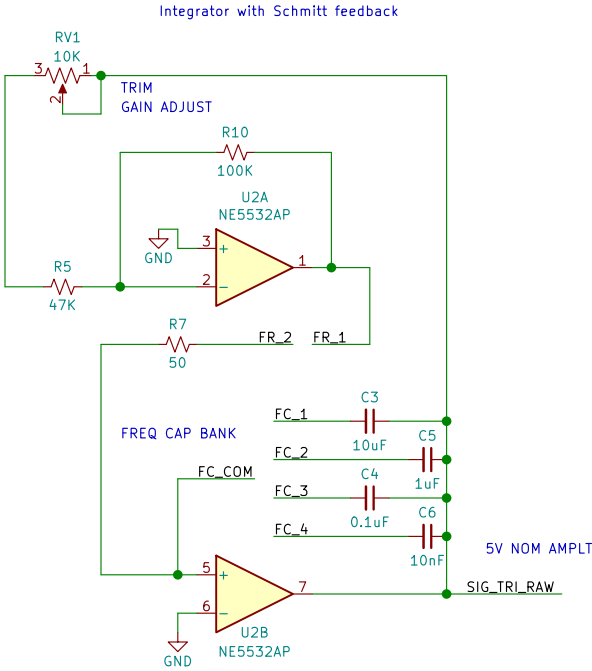 Integrator with Schmitt feedback
RV1
10K
3
1
2
TRIM
GAIN ADJUST
R10
100K
U2A
NE5532AP
3
+
GND
1
2
−
R5
47K
R7
50
FR_2
FR_1
C3
FC_1
10uF
FREQ CAP BANK
C5
FC_2
1uF
FC_COM
C4
FC_3
0.1uF
C6
FC_4
10nF
5V NOM AMPLT
5
+
7
SIG_TRI_RAW
6
−
U2B
NE5532AP
GND